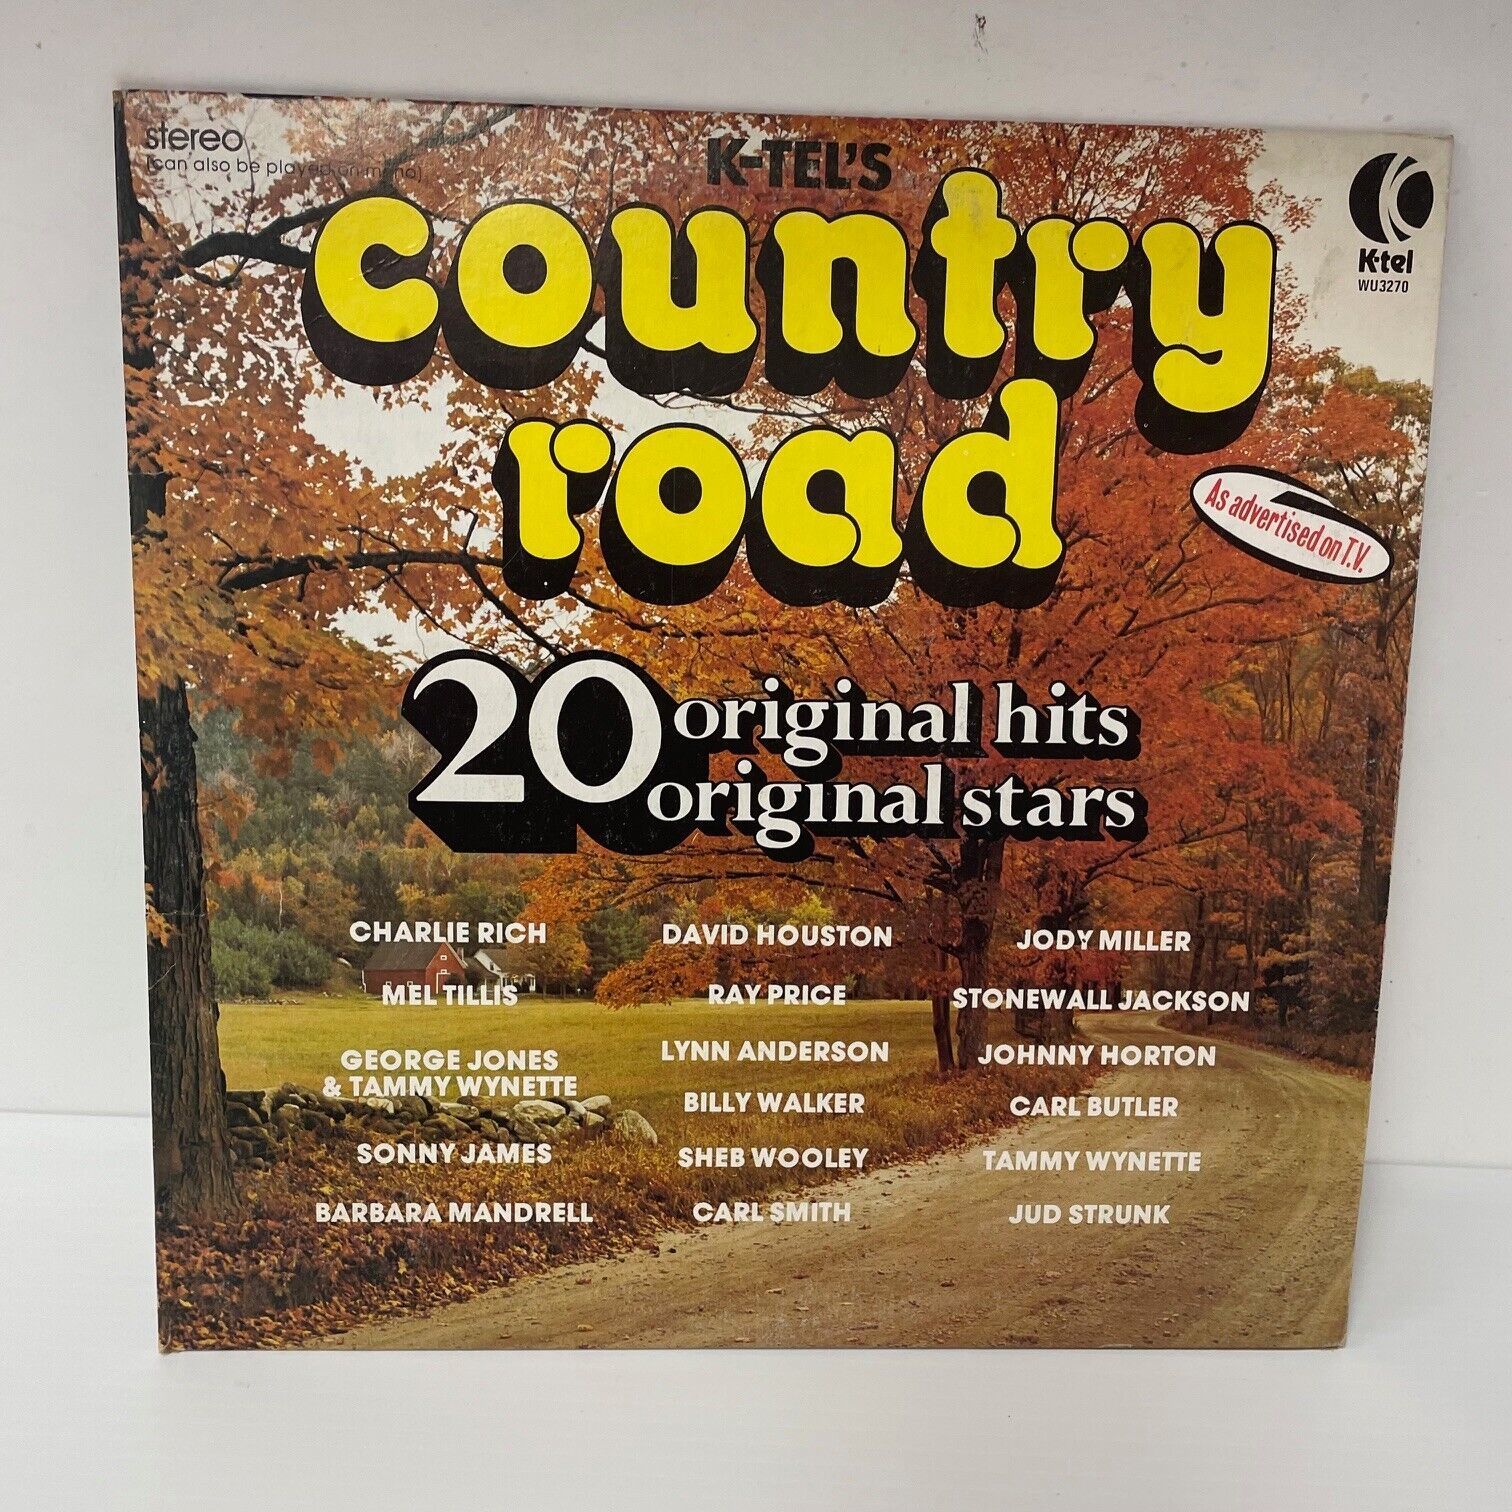 stereo
(can also be played on mono)
K-TEL'S
country
road
K-tel
WU3270
As advertised on T.V.
20 original hits
original stars
CHARLIE RICH
MEL TILLIS
GEORGE JONES
& TAMMY WYNETTE
SONNY JAMES
BARBARA MANDRELL
DAVID HOUSTON
RAY PRICE
LYNN ANDERSON
BILLY WALKER
SHEB WOOLEY
CARL SMITH
JODY MILLER
STONEWALL JACKSON
JOHNNY HORTON
CARL BUTLER
TAMMY WYNETTE
JUD STRUNK